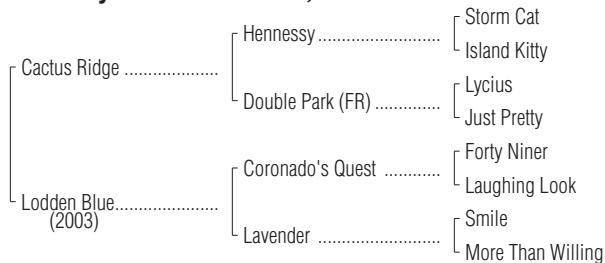 Storm Cat
Hennessy
Island Kitty
Cactus Ridge
Lycius
Double Park (FR)
Just Pretty
Forty Niner
Coronado's Quest
Laughing Look
Lodden Blue
(2003)
Smile
Lavender
More Than Willing